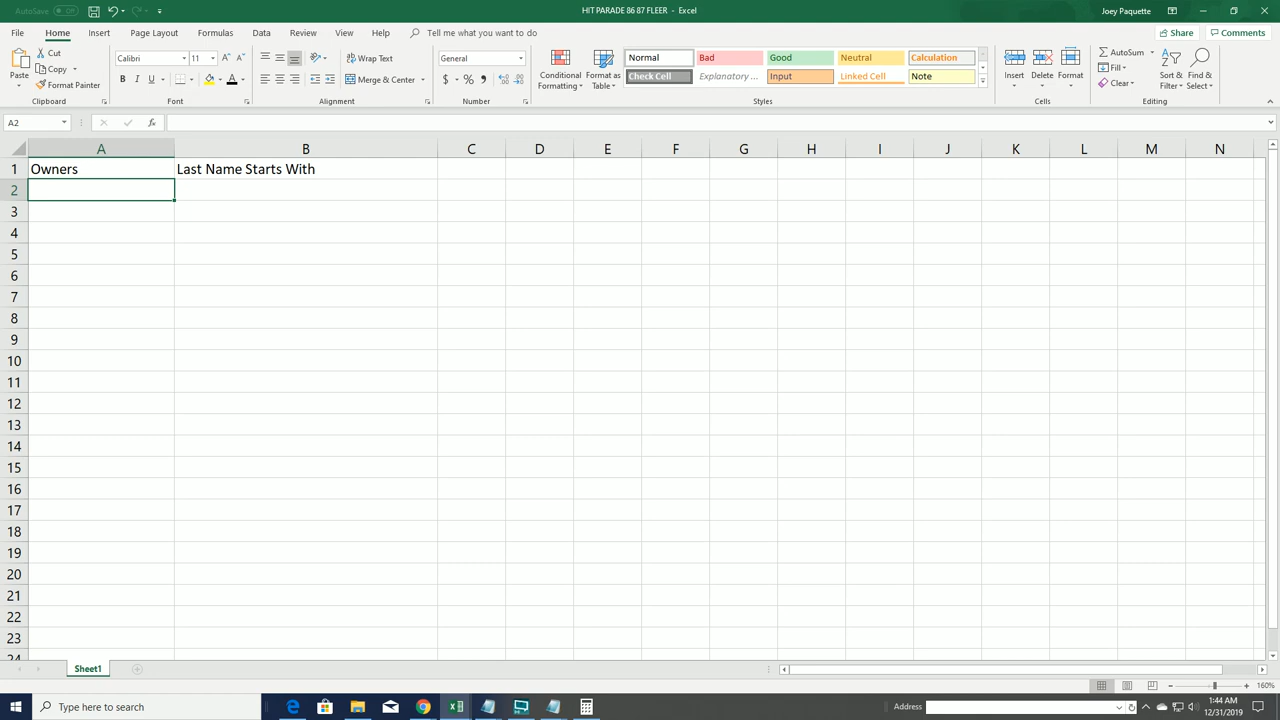 AutoSave Off HIT PARADE 86 87 FLEER - Excel Joey Paquette
File Home Insert Page Layout Formulas Data Review View Help Tell me what you want to do Share Comments
Paste Cut Copy Format Painter Clipboard
Calibri 11 B I U A Font
Wrap Text Merge & Center Alignment
General $ % , Number
Conditional Formatting Format as Table
Normal Bad Good Neutral Calculation
Check Cell Explanatory ... Input Linked Cell Note
Styles
Insert Delete Format Cells
AutoSum Fill Clear Sort & Filter Find & Select Editing
A2 fx
A B C D E F G H I J K L M N
1 Owners Last Name Starts With
2
3
4
5
6
7
8
9
10
11
12
13
14
15
16
17
18
19
20
21
22
23
24
Sheet1
160%
Type here to search Address 1:44 AM
12/31/2019